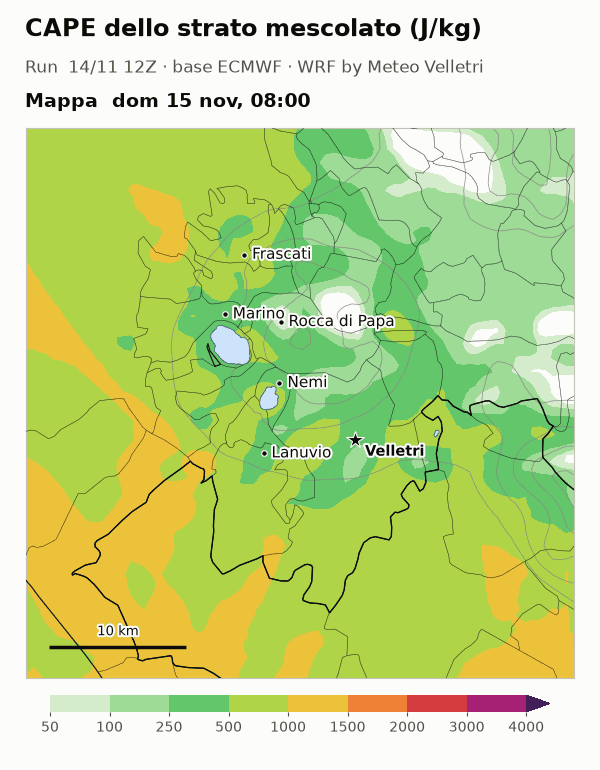 CAPE dello strato mescolato (J/kg)
Run  14/11 12Z · base ECMWF · WRF by Meteo Velletri
Mappa  dom 15 nov, 08:00
Frascati
Marino
Rocca di Papa
Nemi
Velletri
Lanuvio
10 km
50 100 250 500 1000 1500 2000 3000 4000